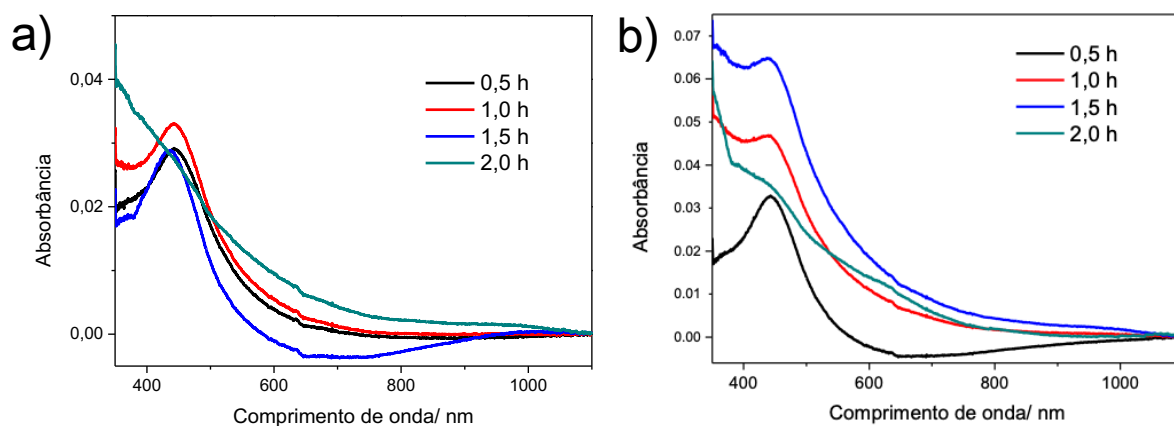 a)
0,04
0,02
0,00
Absorbância
400 600 800 1000
Comprimento de onda/ nm
0,5 h
1,0 h
1,5 h
2,0 h
b)
0.07
0.06
0.05
0.04
0.03
0.02
0.01
0.00
Absorbância
400 600 800 1000
Comprimento de onda/ nm
0,5 h
1,0 h
1,5 h
2,0 h